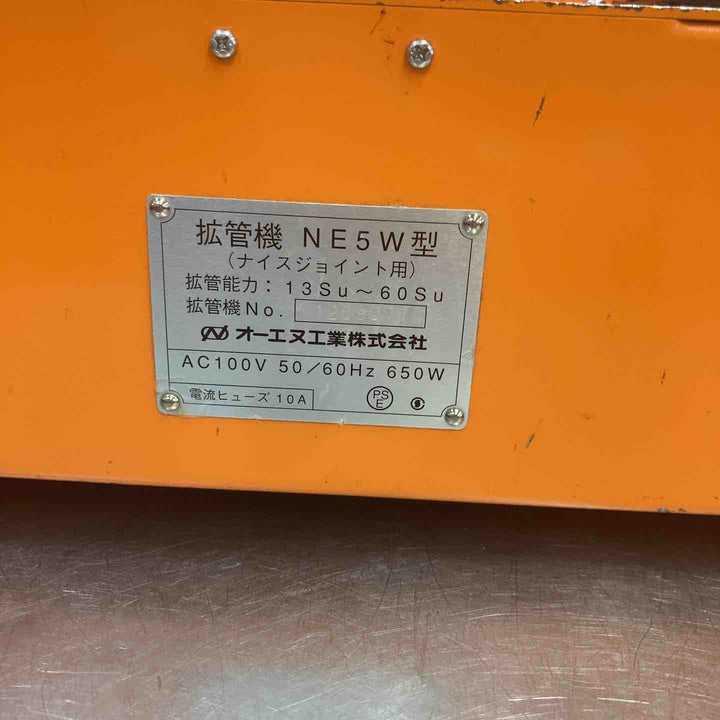 拡管機 NE5W型
(ナイスジョイント用)
拡管能力：13Su～60Su
拡管機No.
オーエヌ工業株式会社
AC100V 50/60Hz 650W
電流ヒューズ 10A
PS
E